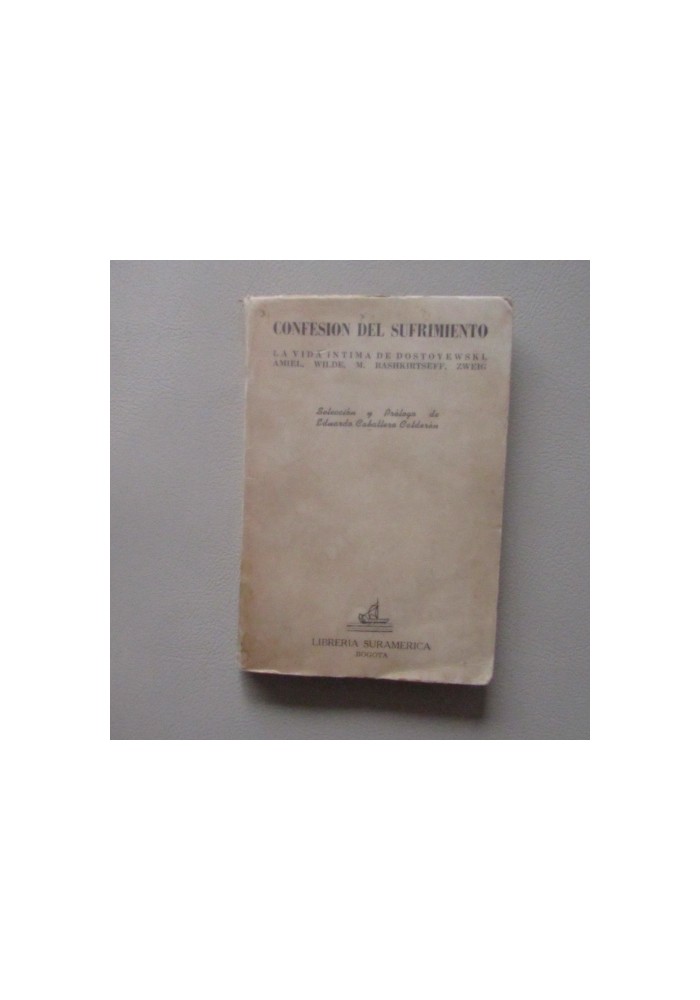 CONFESION DEL SUFRIMIENTO
LA VIDA INTIMA DE DOSTOYEWSKI,
AMIEL, WILDE, M. BASHKIRTSEFF, ZWEIG
Selección y Prólogo de
Eduardo Caballero Calderón
LIBRERIA SURAMERICA
BOGOTA